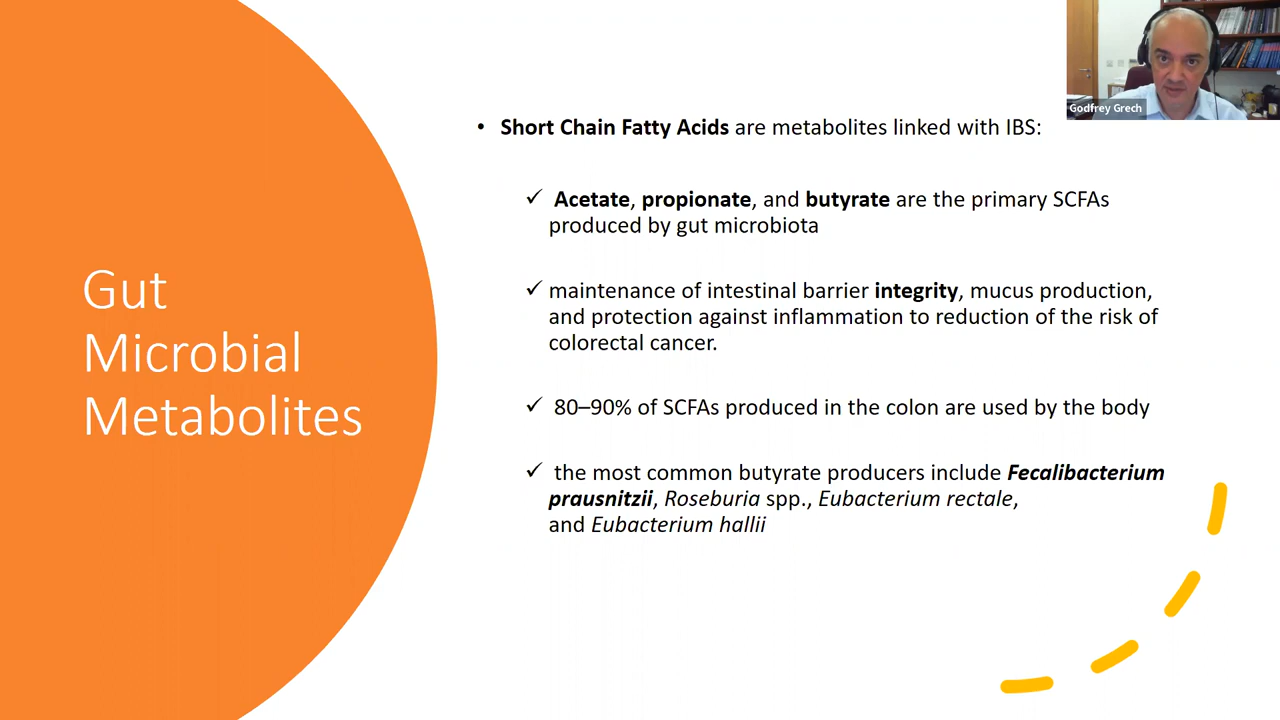 Godfrey Grech
Gut
Microbial
Metabolites
• Short Chain Fatty Acids are metabolites linked with IBS:
✓ Acetate, propionate, and butyrate are the primary SCFAs
produced by gut microbiota
✓ maintenance of intestinal barrier integrity, mucus production,
and protection against inflammation to reduction of the risk of
colorectal cancer.
✓ 80–90% of SCFAs produced in the colon are used by the body
✓ the most common butyrate producers include Fecalibacterium
prausnitzii, Roseburia spp., Eubacterium rectale,
and Eubacterium hallii